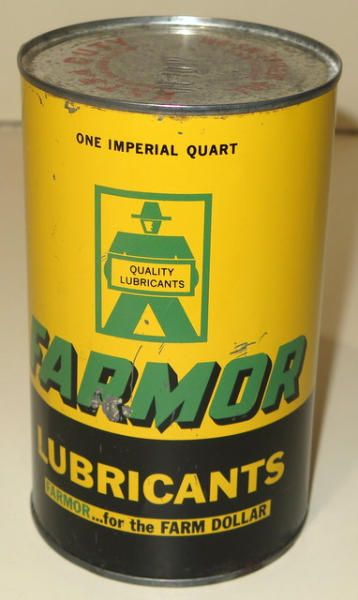 ONE IMPERIAL QUART
QUALITY
LUBRICANTS
FARMOR
LUBRICANTS
FARMOR...for the FARM DOLLAR